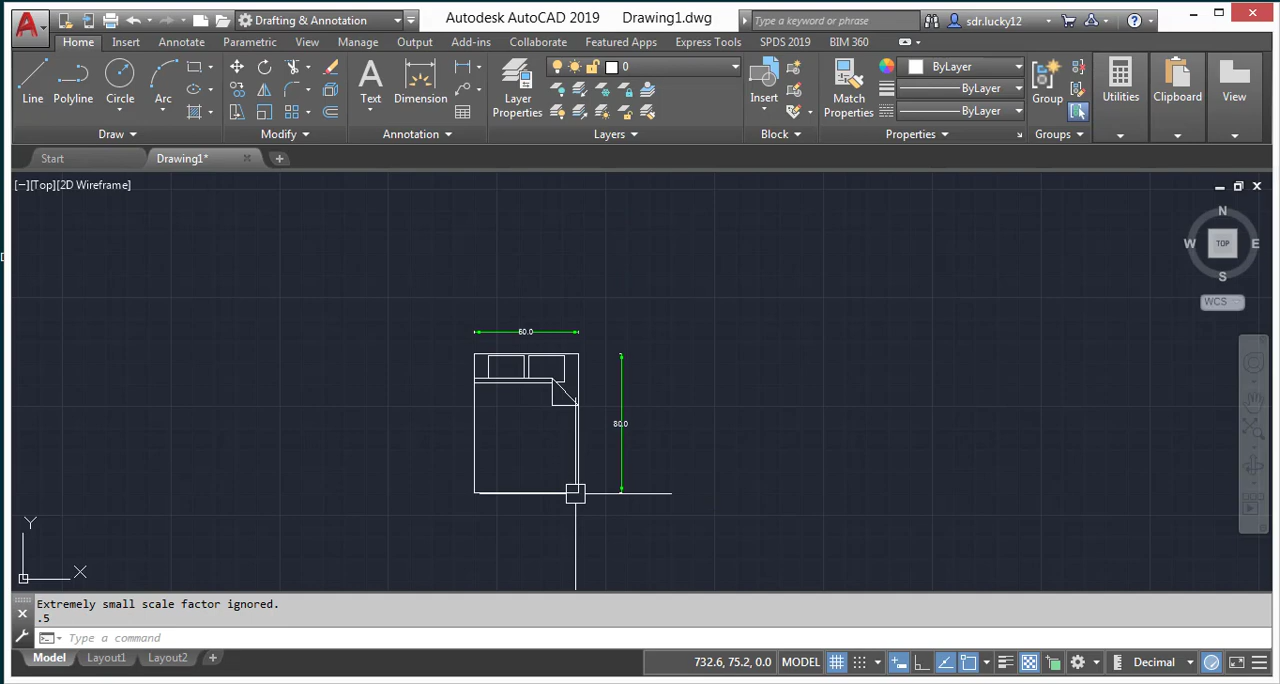 A
Drafting & Annotation
Autodesk AutoCAD 2019 Drawing1.dwg
Type a keyword or phrase
sdr.lucky12
Home Insert Annotate Parametric View Manage Output Add-ins Collaborate Featured Apps Express Tools SPDS 2019 BIM 360
Line Polyline Circle Arc
Draw
Modify
A
Text Dimension
Annotation
Layer Properties
0
Layers
Insert
Block
Match Properties
ByLayer
ByLayer
ByLayer
Properties
Group
Groups
Utilities
Clipboard
View
Start Drawing1*
[−][Top][2D Wireframe]
N
W TOP E
S
WCS
60.0
80.0
Y
X
Extremely small scale factor ignored.
.5
Type a command
Model Layout1 Layout2 +
732.6, 75.2, 0.0 MODEL Decimal